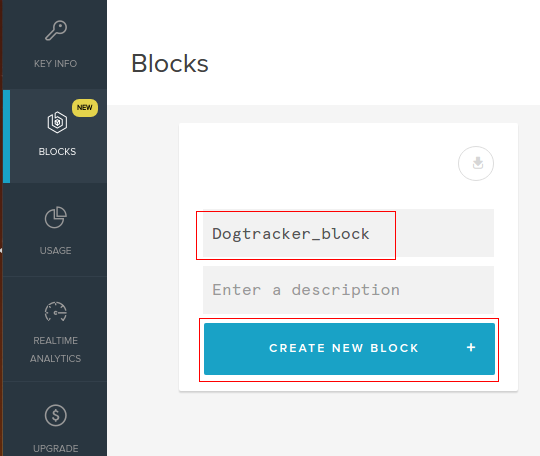 KEY INFO
NEW
BLOCKS
USAGE
REALTIME
ANALYTICS
UPGRADE
Blocks
Dogtracker_block
Enter a description
CREATE NEW BLOCK +